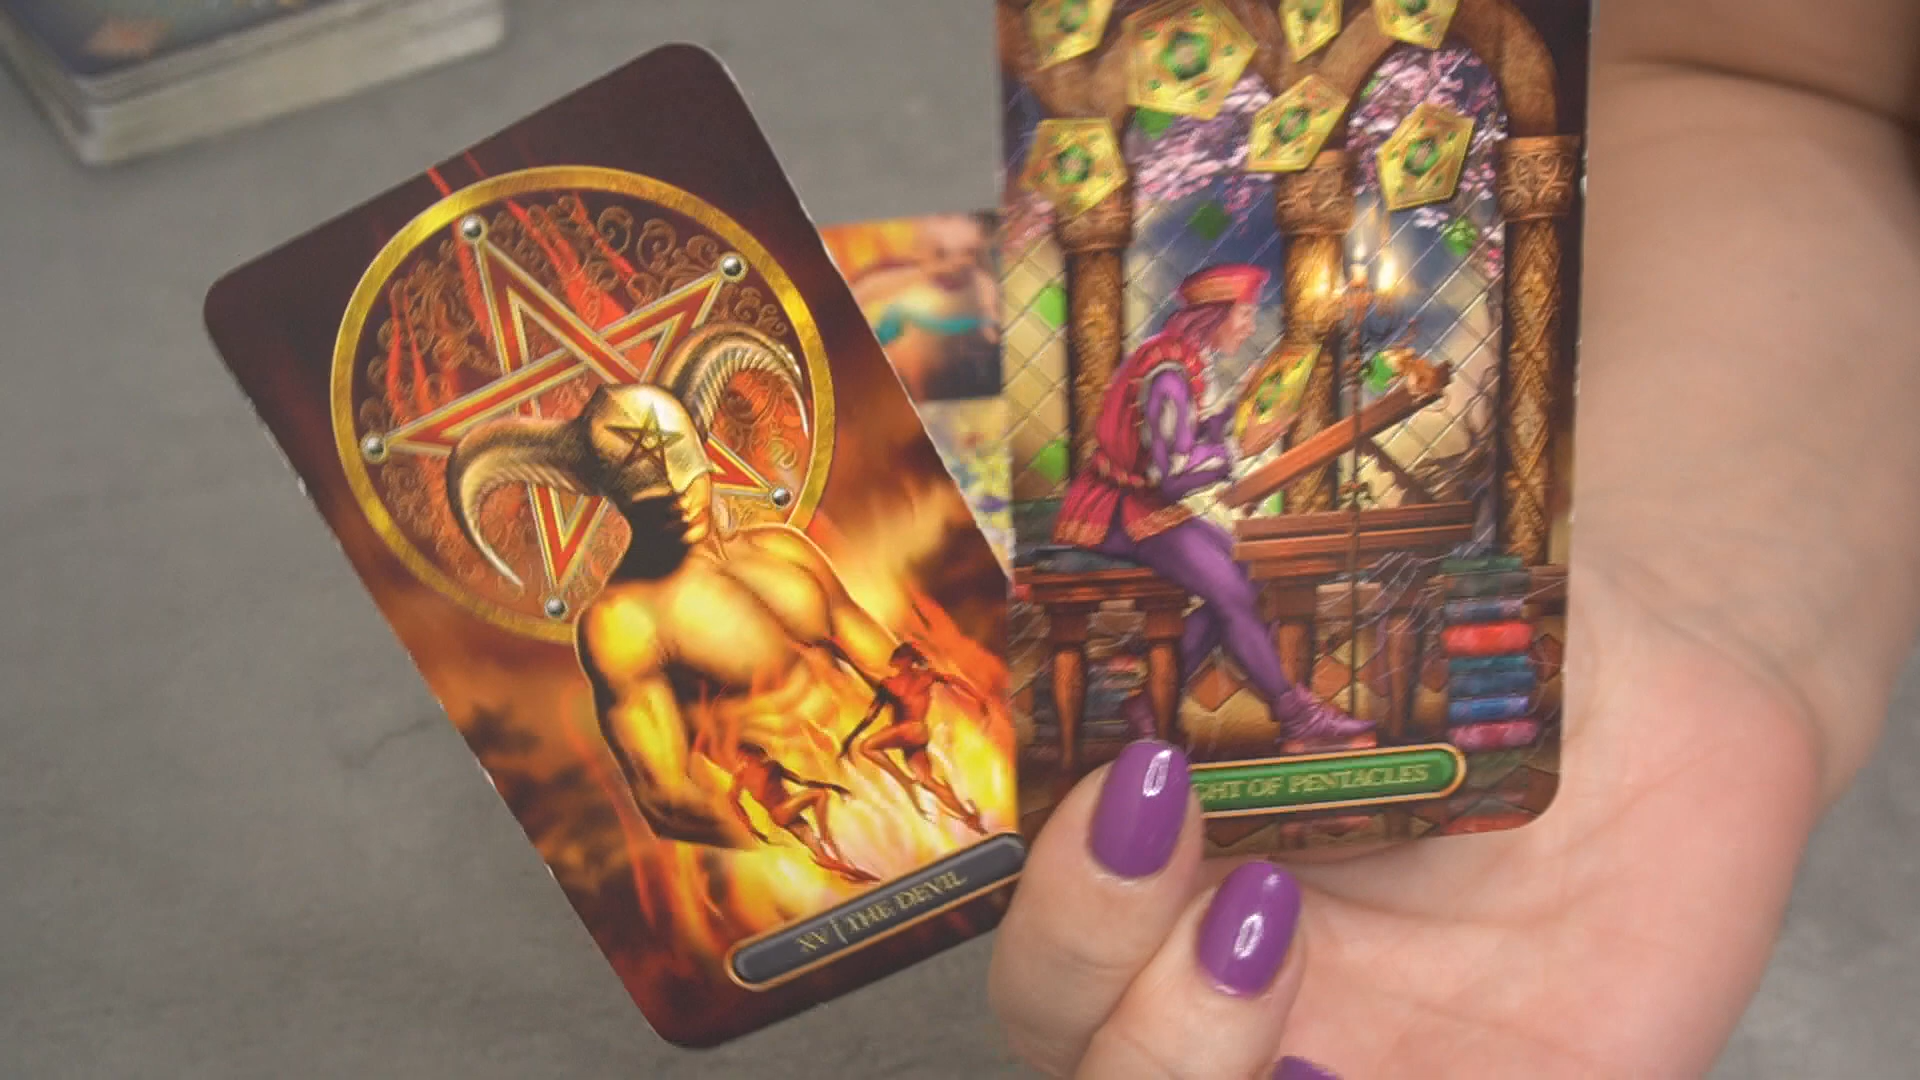 XV | THE DEVIL
GHT OF PENTACLES